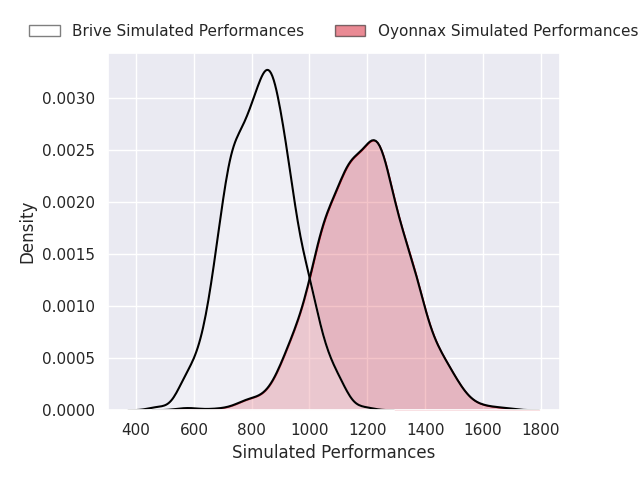 Brive Simulated Performances
Oyonnax Simulated Performances
0.0030
0.0025
0.0020
0.0015
0.0010
0.0005
0.0000
Density
400 600 800 1000 1200 1400 1600 1800
Simulated Performances